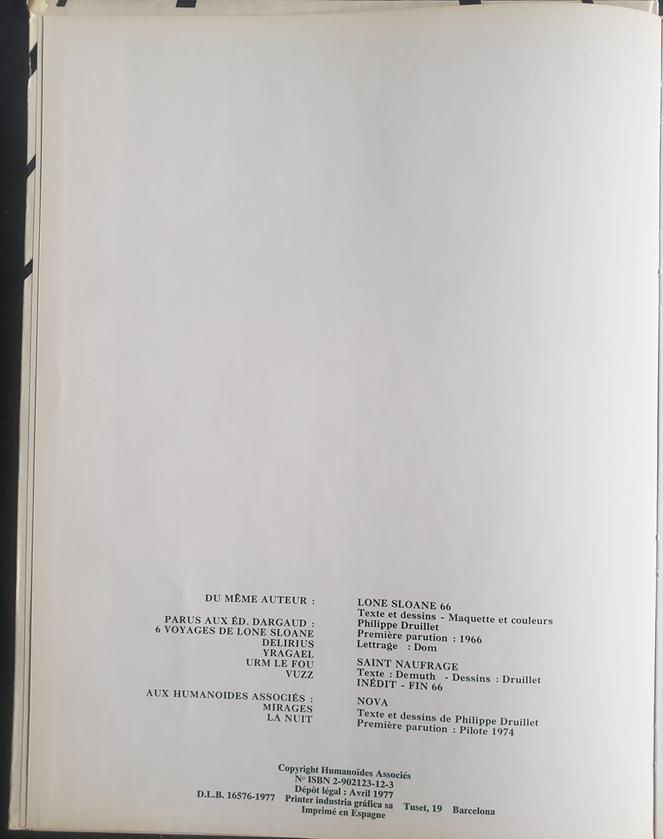 DU MÊME AUTEUR :
PARUS AUX ÉD. DARGAUD :
6 VOYAGES DE LONE SLOANE
DELIRIUS
YRAGAEL
URM LE FOU
VUZZ
AUX HUMANOIDES ASSOCIÉS :
MIRAGES
LA NUIT
LONE SLOANE 66
Texte et dessins - Maquette et couleurs
Philippe Druillet
Première parution : 1966
Lettrage : Dom
SAINT NAUFRAGE
Texte : Demuth - Dessins : Druillet
INÉDIT - FIN 66
NOVA
Texte et dessins de Philippe Druillet
Première parution : Pilote 1974
Copyright Humanoïdes Associés
N° ISBN 2-902123-12-3
Dépôt légal : Avril 1977
D.L.B. 16576-1977 Printer industria gráfica sa Tuset, 19 Barcelona
Imprimé en Espagne